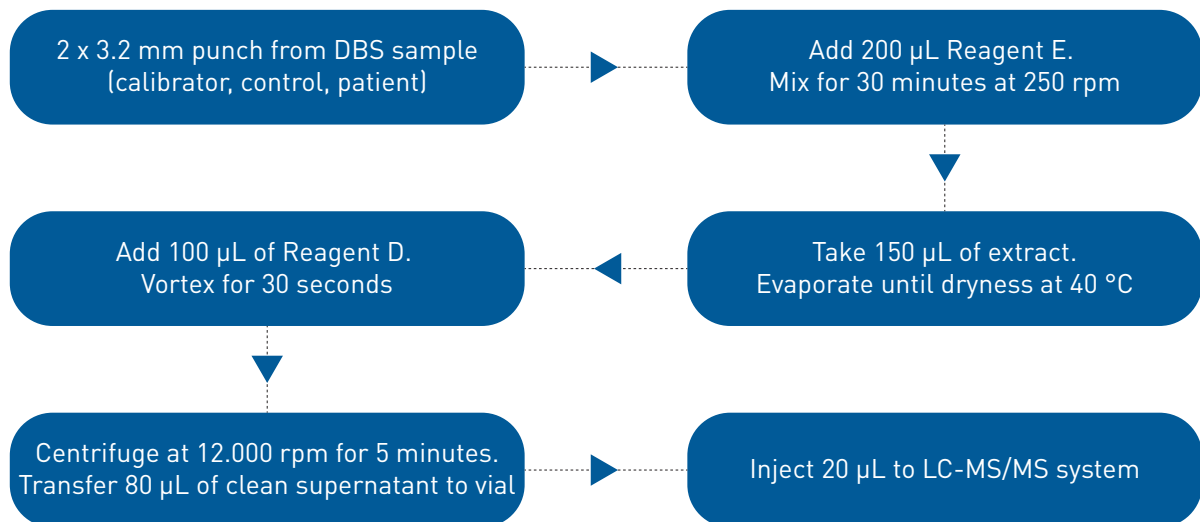 2 x 3.2 mm punch from DBS sample
(calibrator, control, patient)
Add 200 µL Reagent E.
Mix for 30 minutes at 250 rpm
Take 150 µL of extract.
Evaporate until dryness at 40 °C
Add 100 µL of Reagent D.
Vortex for 30 seconds
Centrifuge at 12.000 rpm for 5 minutes.
Transfer 80 µL of clean supernatant to vial
Inject 20 µL to LC-MS/MS system